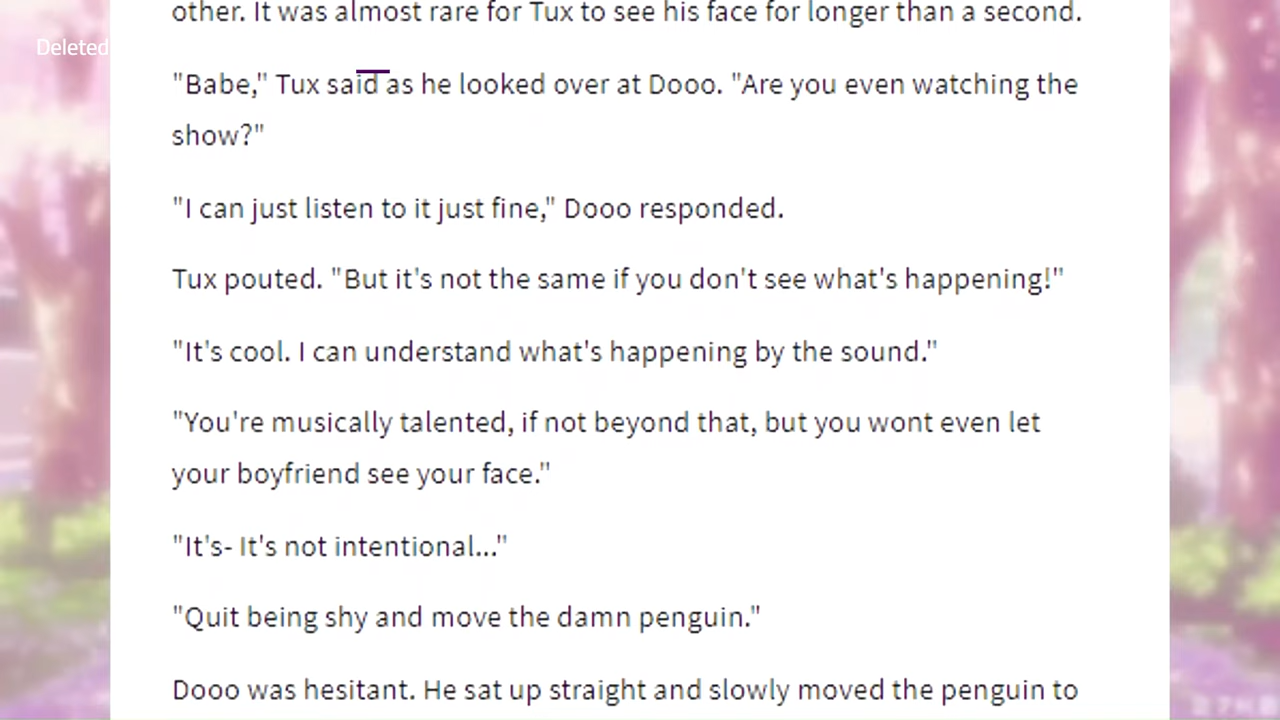 other. It was almost rare for Tux to see his face for longer than a second.
Deleted
"Babe," Tux said as he looked over at Dooo. "Are you even watching the
show?"
"I can just listen to it just fine," Dooo responded.
Tux pouted. "But it's not the same if you don't see what's happening!"
"It's cool. I can understand what's happening by the sound."
"You're musically talented, if not beyond that, but you wont even let
your boyfriend see your face."
"It's- It's not intentional..."
"Quit being shy and move the damn penguin."
Dooo was hesitant. He sat up straight and slowly moved the penguin to